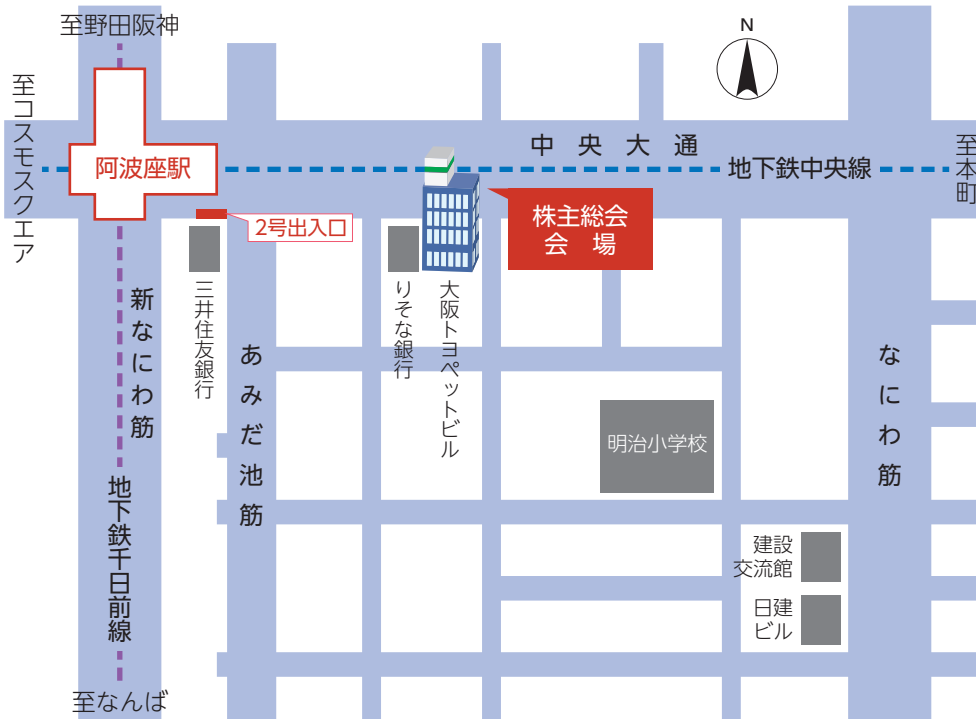 至野田阪神
N
至コスモスクエア
阿波座駅
中央大通
地下鉄中央線
至本町
2号出入口
株主総会
会場
三井住友銀行
りそな銀行
大阪トヨペットビル
新なにわ筋
あみだ池筋
なにわ筋
明治小学校
地下鉄千日前線
建設
交流館
日建
ビル
至なんば